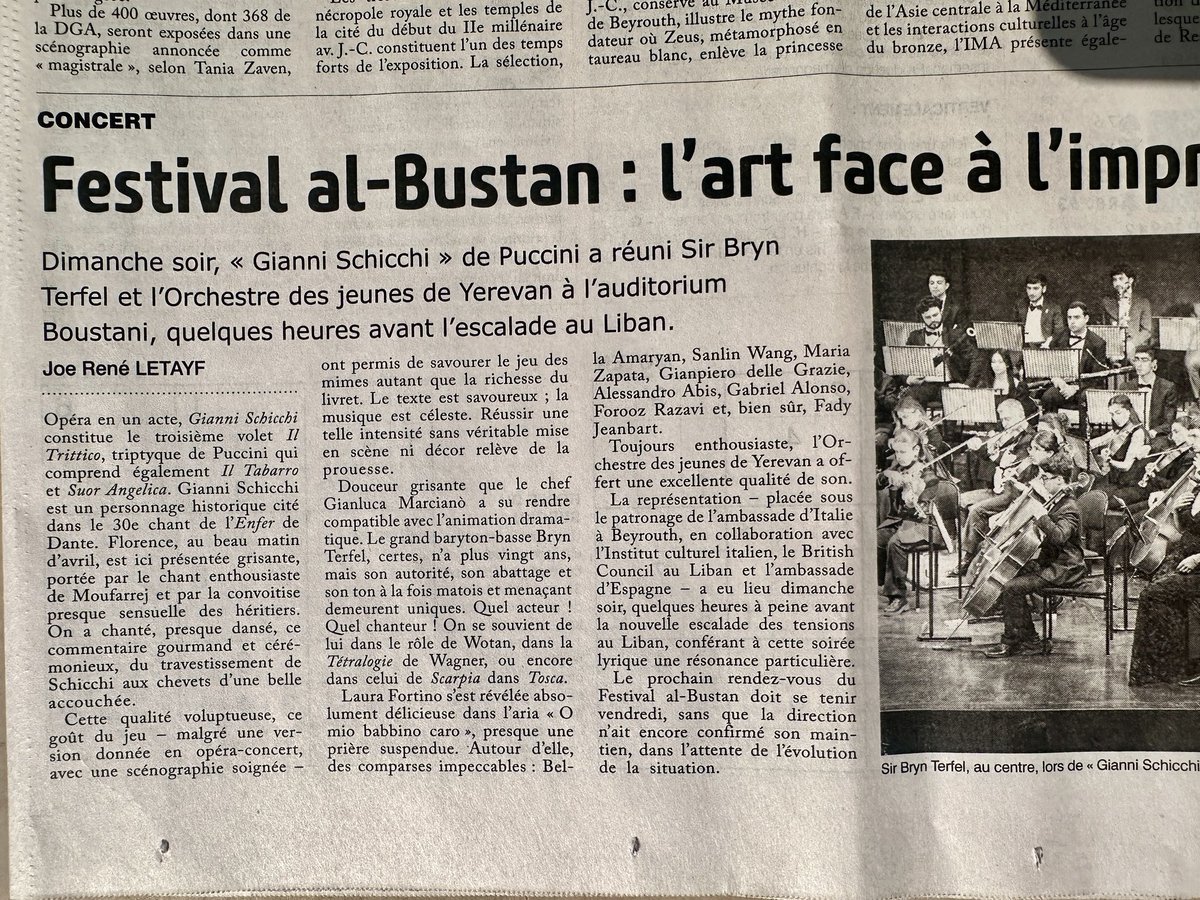 Plus de 400 œuvres, dont 368 de
la DGA, seront exposées dans une
scénographie annoncée comme
« magistrale », selon Tania Zaven,
nécropole royale et les temples de
la cité du début du IIe millénaire
av. J.-C. constituent l'un des temps
forts de l'exposition. La sélection,
de Beyrouth, illustre le mythe fon-
dateur où Zeus, métamorphosé en
taureau blanc, enlève la princesse
de l'Asie centrale à la Méditerranée
et les interactions culturelles à l'âge
du bronze, l'IMA présente égale-
CONCERT
Festival al-Bustan : l'art face à l'impr
Dimanche soir, « Gianni Schicchi » de Puccini a réuni Sir Bryn
Terfel et l'Orchestre des jeunes de Yerevan à l'auditorium
Boustani, quelques heures avant l'escalade au Liban.
Joe René LETAYF
Opéra en un acte, Gianni Schicchi
constitue le troisième volet Il
Trittico, triptyque de Puccini qui
comprend également Il Tabarro
et Suor Angelica. Gianni Schicchi
est un personnage historique cité
dans le 30e chant de l'Enfer de
Dante. Florence, au beau matin
d'avril, est ici présentée grisante,
portée par le chant enthousiaste
de Moufarrej et par la convoitise
presque sensuelle des héritiers.
On a chanté, presque dansé, ce
commentaire gourmand et céré-
monieux, du travestissement de
Schicchi aux chevets d'une belle
accouchée.
Cette qualité voluptueuse, ce
goût du jeu – malgré une ver-
sion donnée en opéra-concert,
avec une scénographie soignée –
ont permis de savourer le jeu des
mimes autant que la richesse du
livret. Le texte est savoureux ; la
musique est céleste. Réussir une
telle intensité sans véritable mise
en scène ni décor relève de la
prouesse.
Douceur grisante que le chef
Gianluca Marcianò a su rendre
compatible avec l'animation drama-
tique. Le grand baryton-basse Bryn
Terfel, certes, n'a plus vingt ans,
mais son autorité, son abattage et
son ton à la fois matois et menaçant
demeurent uniques. Quel acteur !
Quel chanteur ! On se souvient de
lui dans le rôle de Wotan, dans la
Tétralogie de Wagner, ou encore
dans celui de Scarpia dans Tosca.
Laura Fortino s'est révélée abso-
lument délicieuse dans l'aria « O
mio babbino caro », presque une
prière suspendue. Autour d'elle,
des comparses impeccables : Bel-
la Amaryan, Sanlin Wang, Maria
Zapata, Gianpiero delle Grazie,
Alessandro Abis, Gabriel Alonso,
Forooz Razavi et, bien sûr, Fady
Jeanbart.
Toujours enthousiaste, l'Or-
chestre des jeunes de Yerevan a of-
fert une excellente qualité de son.
La représentation – placée sous
le patronage de l'ambassade d'Italie
à Beyrouth, en collaboration avec
l'Institut culturel italien, le British
Council au Liban et l'ambassade
d'Espagne – a eu lieu dimanche
soir, quelques heures à peine avant
la nouvelle escalade des tensions
au Liban, conférant à cette soirée
lyrique une résonance particulière.
Le prochain rendez-vous du
Festival al-Bustan doit se tenir
vendredi, sans que la direction
n'ait encore confirmé son main-
tien, dans l'attente de l'évolution
de la situation.
Sir Bryn Terfel, au centre, lors de « Gianni Schicchi